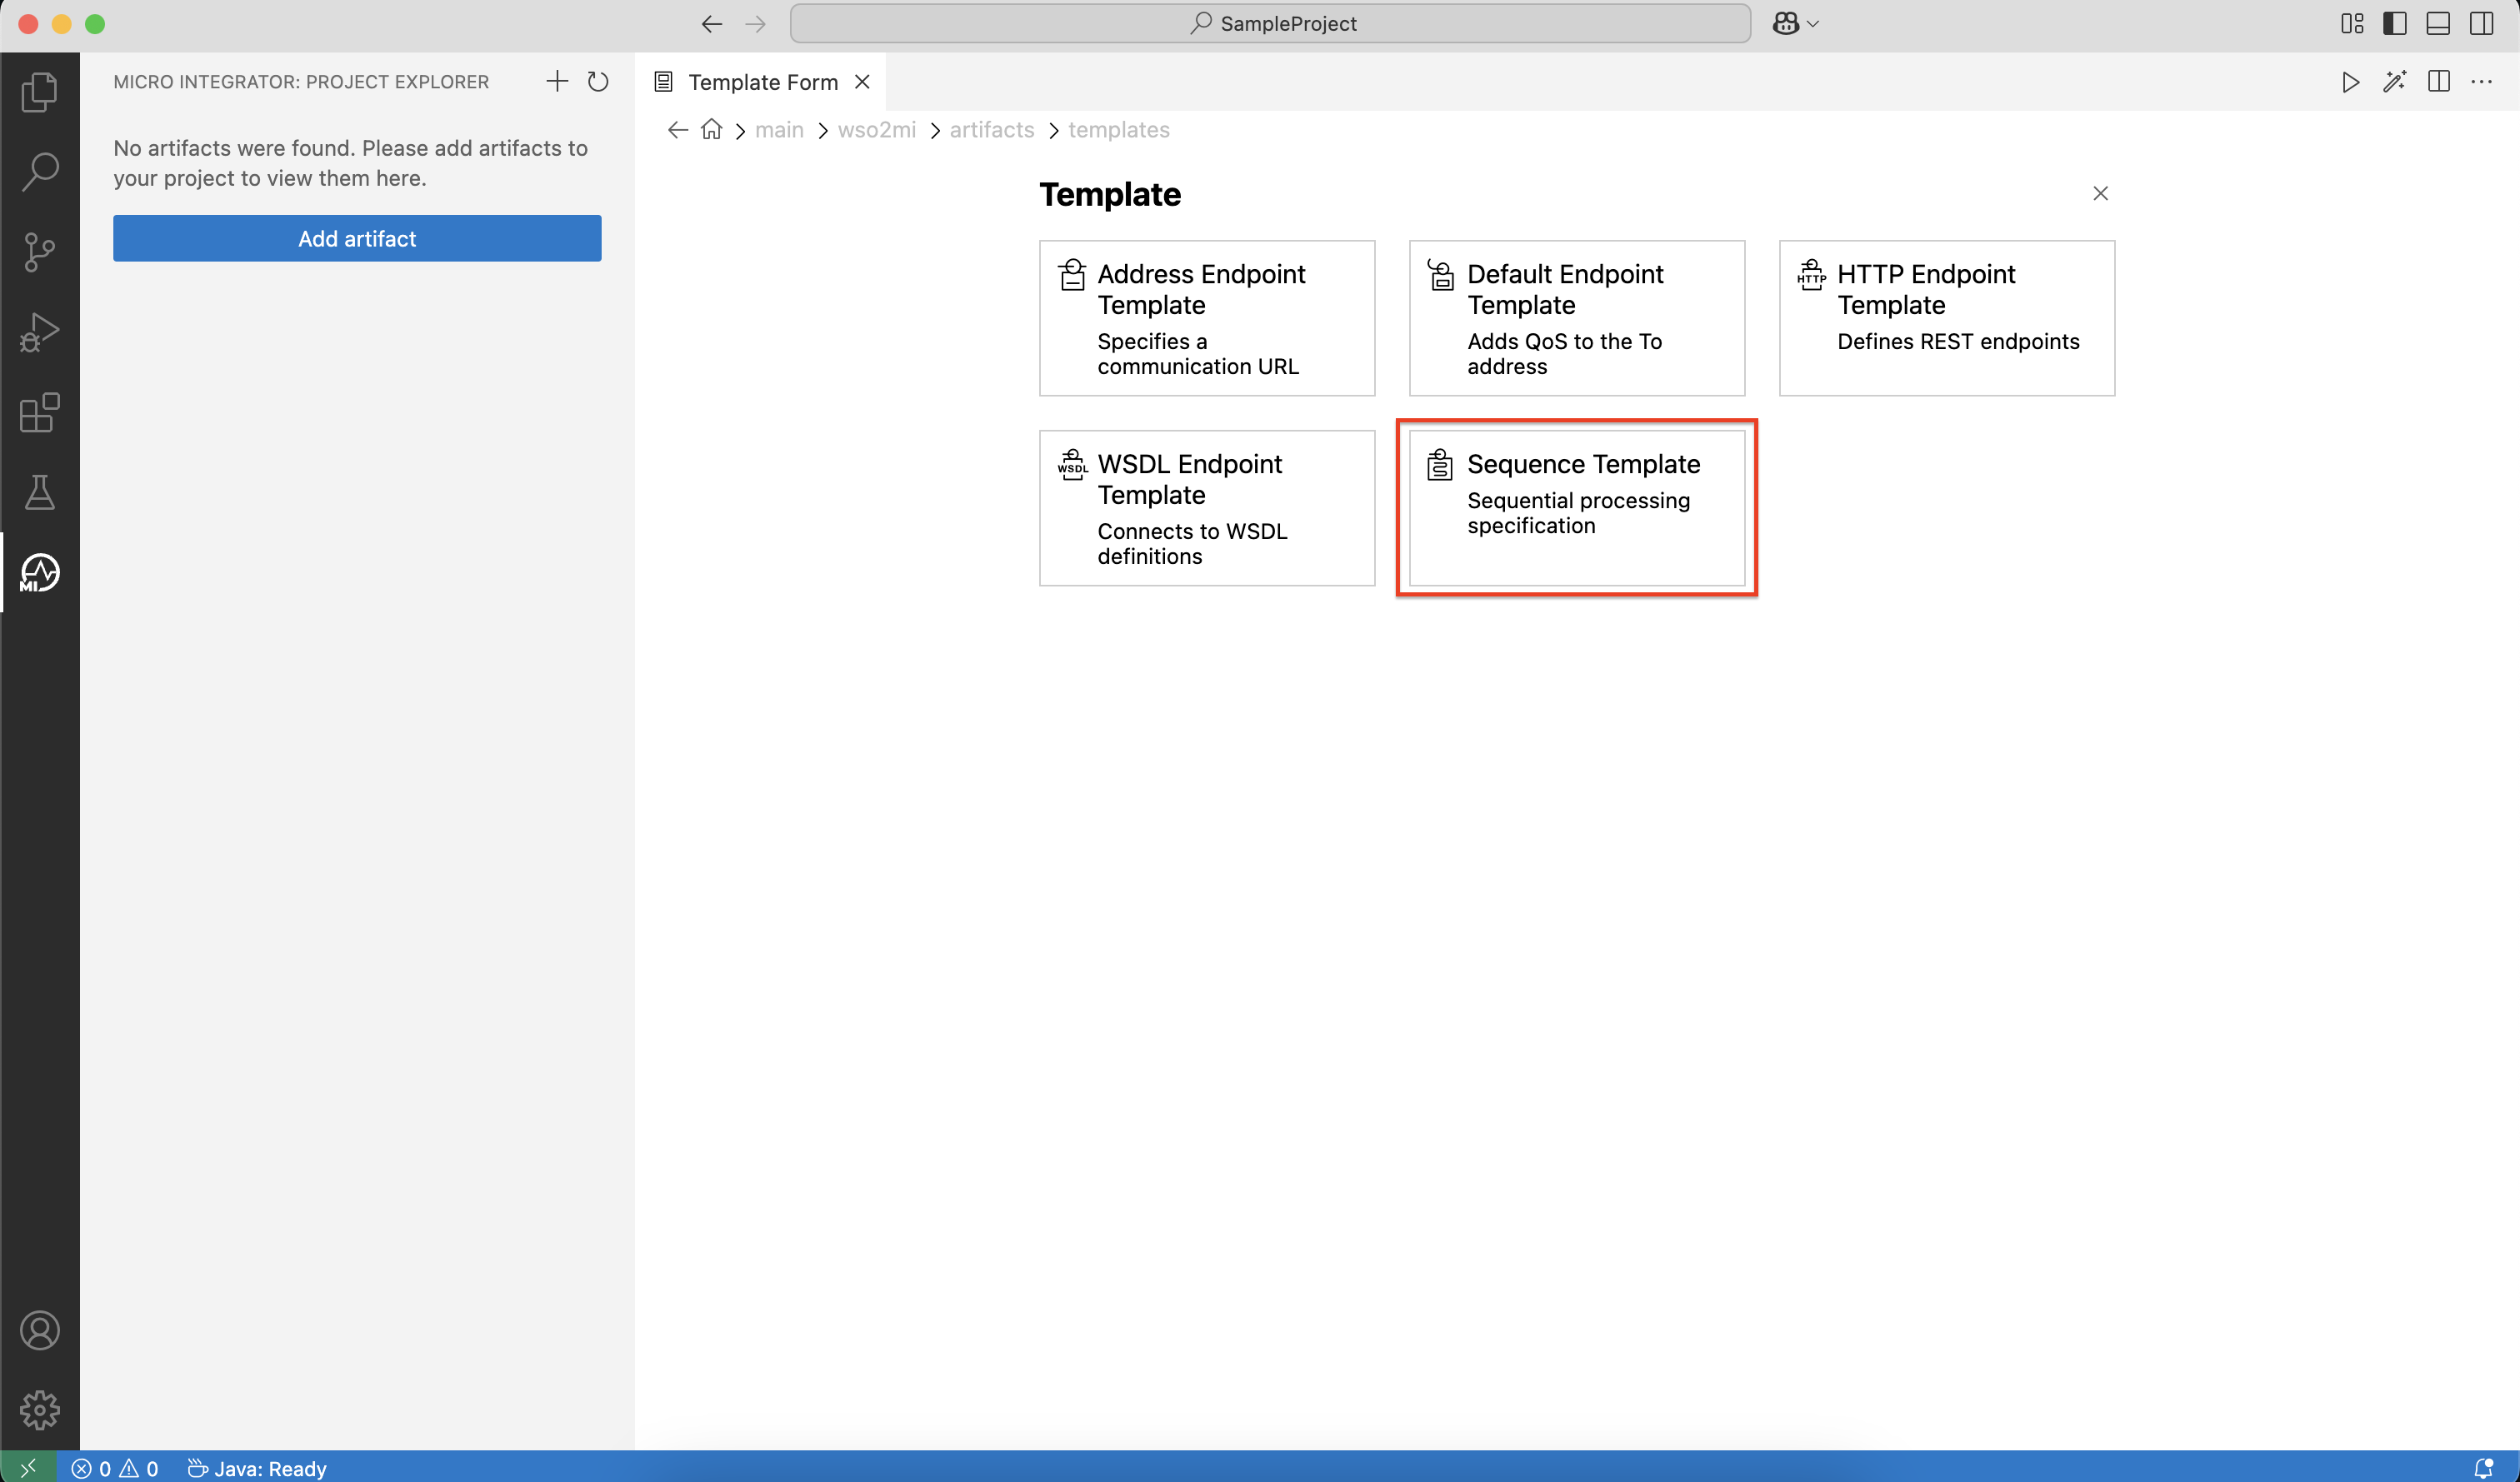 SampleProject
MICRO INTEGRATOR: PROJECT EXPLORER
No artifacts were found. Please add artifacts to
your project to view them here.
Add artifact
MI
Template Form
main > wso2mi > artifacts > templates
Template
Address Endpoint
Template
Specifies a
communication URL
Default Endpoint
Template
Adds QoS to the To
address
HTTP
HTTP Endpoint
Template
Defines REST endpoints
WSDL
WSDL Endpoint
Template
Connects to WSDL
definitions
Sequence Template
Sequential processing
specification
0 0 Java: Ready